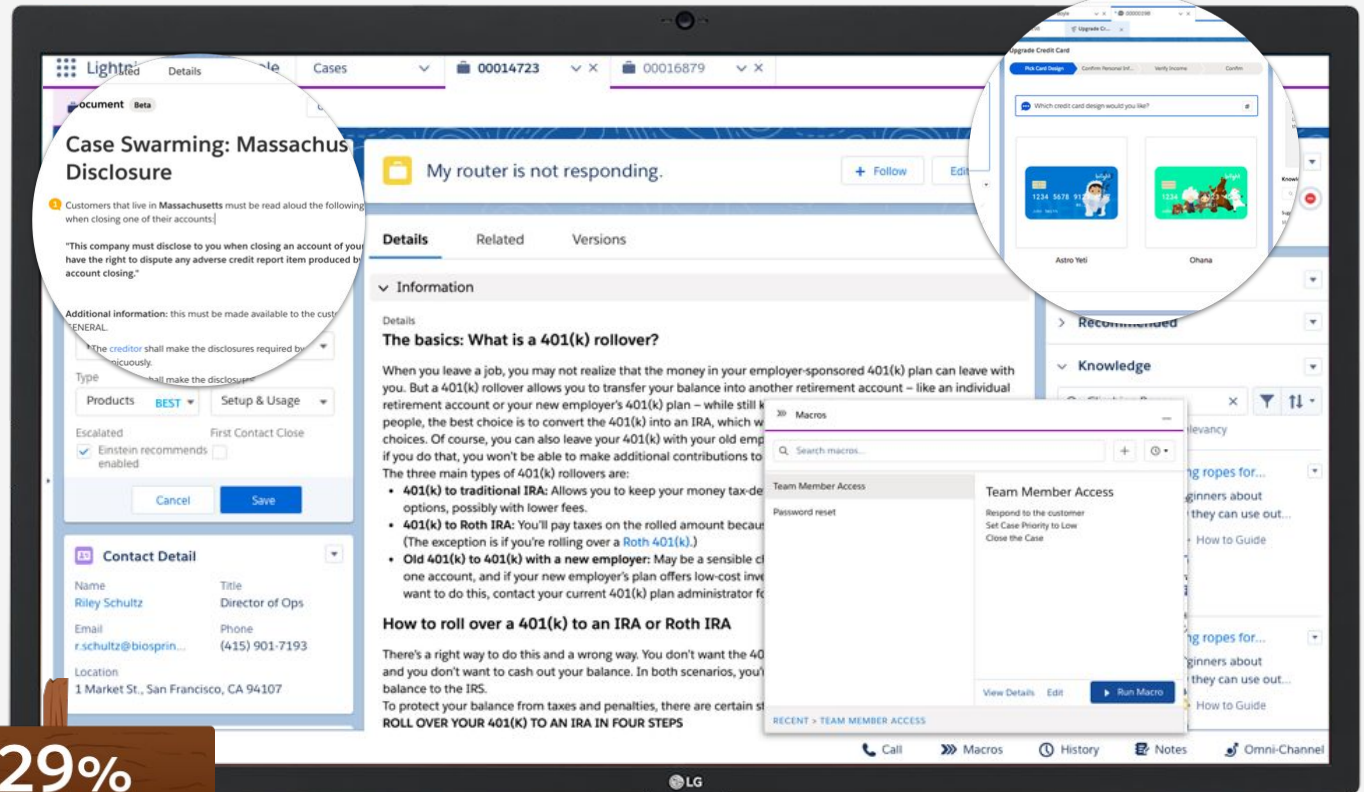 Details
Document Beta
Case Swarming: Massachus
Disclosure
1 Customers that live in Massachusetts must be read aloud the following
when closing one of their accounts:
"This company must disclose to you when closing an account of your
have the right to dispute any adverse credit report item produced by
account closing."
Additional information: this must be made available to the
GENERAL.
The creditor shall make the disclosures required by
shall make the
Cases
00014723
00016879
My router is not responding.
+ Follow
Edit
Details Related Versions
Information
Details
The basics: What is a 401(k) rollover?
When you leave a job, you may not realize that the money in your employer-sponsored 401(k) plan can leave with
you. But a 401(k) rollover allows you to transfer your balance into another retirement account – like an individual
retirement account or your new employer's 401(k) plan – while still
people, the best choice is to convert the 401(k) into an IRA, which
choices. Of course, you can also leave your 401(k) with your old
if you do that, you won't be able to make additional contributions to
The three main types of 401(k) rollovers are:
• 401(k) to traditional IRA: Allows you to keep your money
options, possibly with lower fees.
• 401(k) to Roth IRA: You'll pay taxes on the rolled amount
(The exception is if you're rolling over a Roth 401(k).)
• Old 401(k) to 401(k) with a new employer: May be a sensible
one account, and if your new employer's plan offers low-cost
want to do this, contact your current 401(k) plan administrator
How to roll over a 401(k) to an IRA or Roth IRA
There's a right way to do this and a wrong way. You don't want the
and you don't want to cash out your balance. In both scenarios,
balance to the IRS.
To protect your balance from taxes and penalties, there are certain
ROLL OVER YOUR 401(K) TO AN IRA IN FOUR STEPS
Type
Products BEST
Setup & Usage
Escalated
First Contact Close
Einstein recommends
enabled
Cancel
Save
Contact Detail
Name
Riley Schultz
Title
Director of Ops
Email
r.schultz@biosprin...
Phone
(415) 901-7193
Location
1 Market St., San Francisco, CA 94107
Upgrade Credit Card
Pick Card Design
Confirm Personal Inf...
Verify Income
Confirm
Which credit card design would you like?
Astro Yeti
Ohana
Recommended
Knowledge
ng ropes for...
ginners about
they can use out...
How to Guide
ng ropes for...
ginners about
they can use out...
How to Guide
Macros
Search macros...
Team Member Access
Password reset
Team Member Access
Respond to the customer
Set Case Priority to Low
Close the Case
View Details
Edit
Run Macro
RECENT > TEAM MEMBER ACCESS
Call
Macros
History
Notes
Omni-Channel
29%
LG